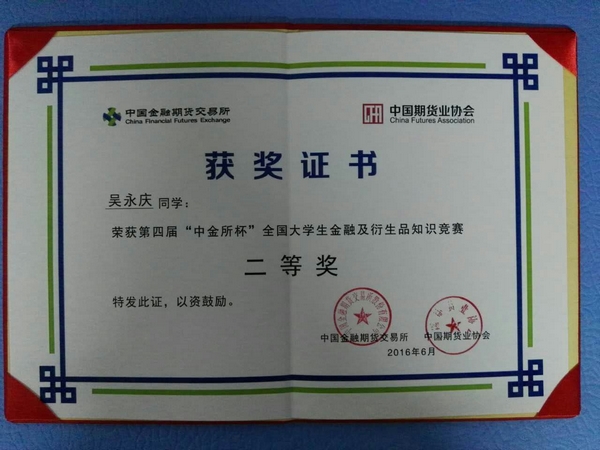 中国金融期货交易所
China Financial Futures Exchange
CFA
中国期货业协会
China Futures Association
获奖证书
吴永庆 同学：
荣获第四届“中金所杯”全国大学生金融及衍生品知识竞赛
二等奖
特发此证，以资鼓励。
中国金融期货交易所 中国期货业协会
2016年6月